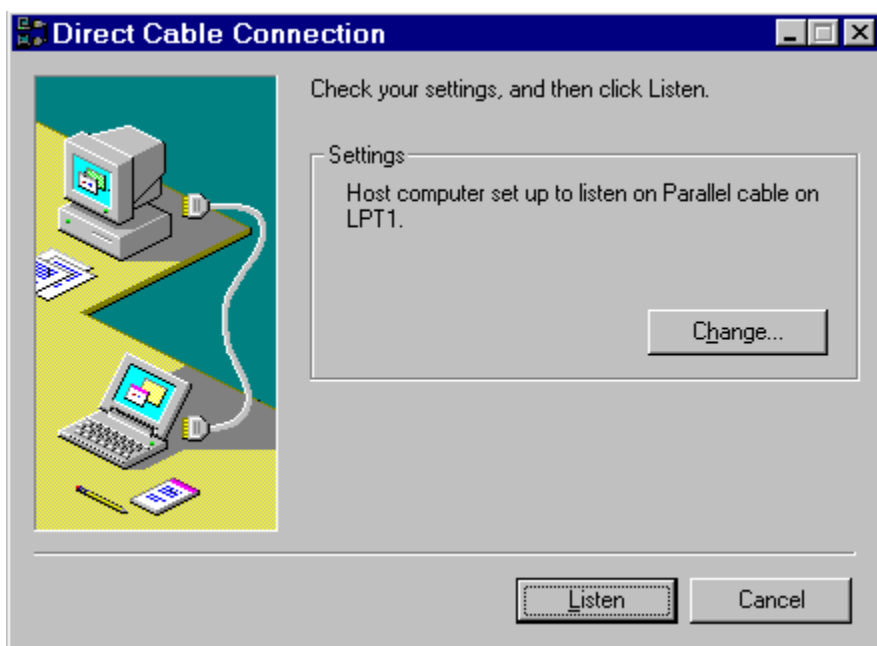 Direct Cable Connection
Check your settings, and then click Listen.
Settings
Host computer set up to listen on Parallel cable on
LPT1.
Change...
Listen
Cancel